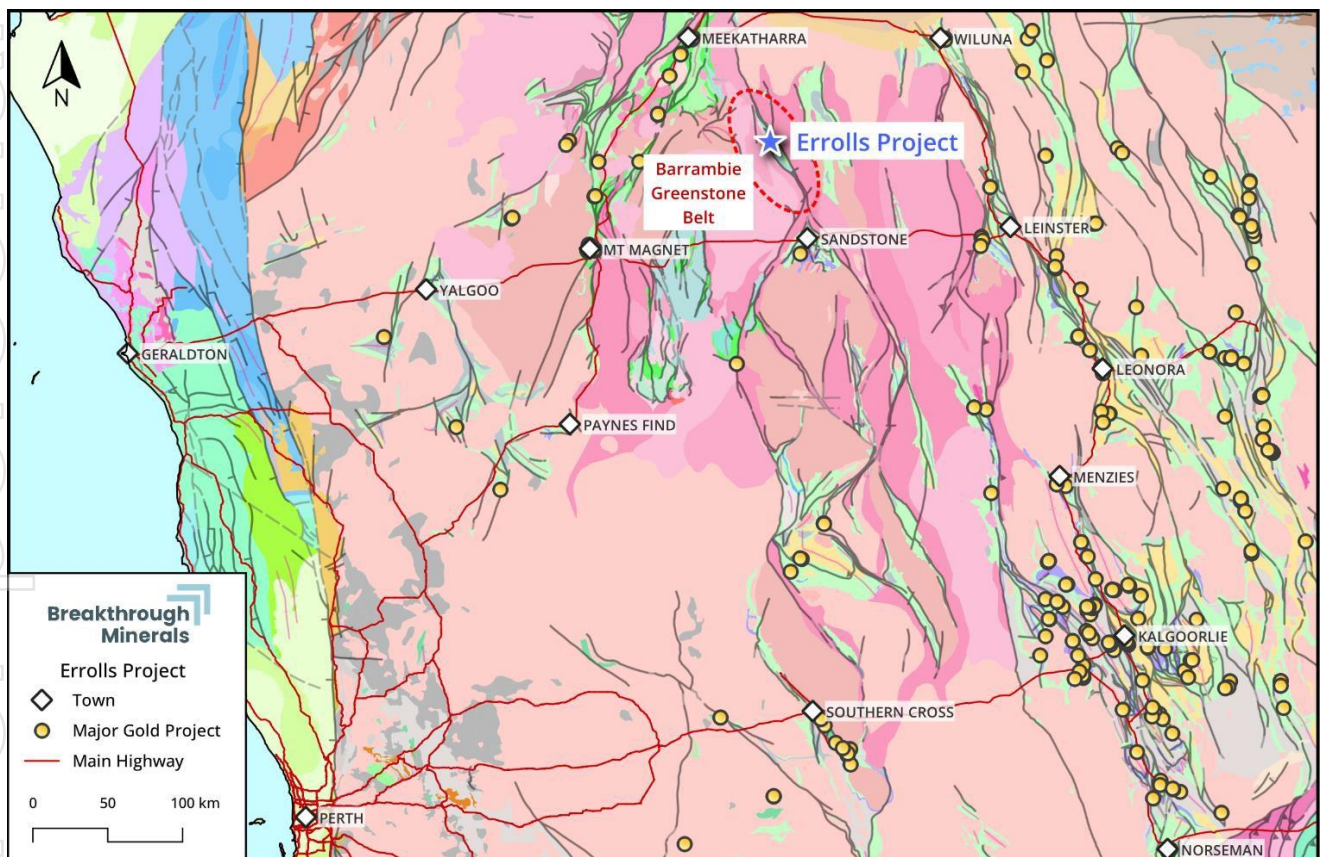 MEEKATHARRA
WILUNA
Errolls Project
Barrambie
Greenstone
Belt
N
MT MAGNET
SANDSTONE
LEINSTER
YALGOO
GERALDTON
LEONORA
PAYNES FIND
MENZIES
KALGOORLIE
SOUTHERN CROSS
PERTH
NORSEMAN
Breakthrough
Minerals
Errolls Project
Town
Major Gold Project
Main Highway
0 50 100 km